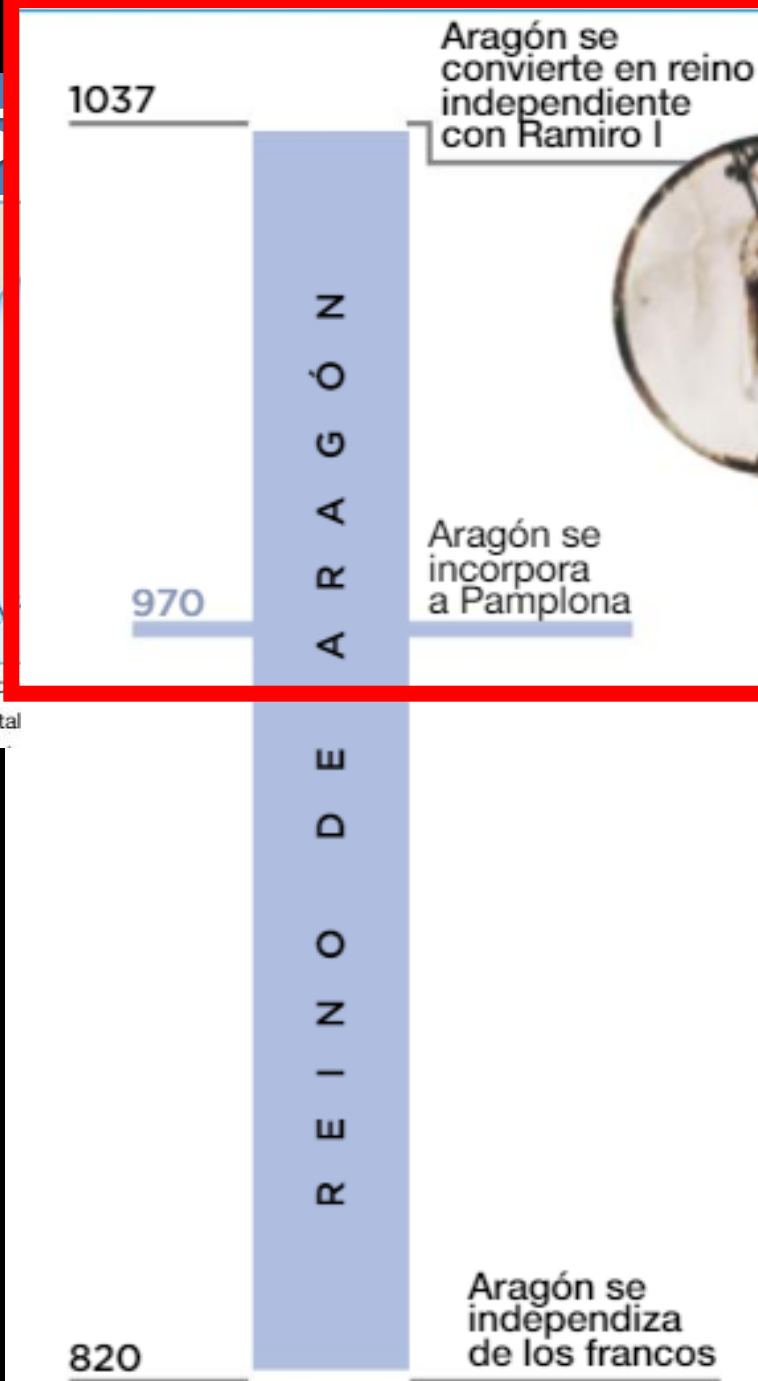 1037
Aragón se
convierte en reino
independiente
con Ramiro I
REINO DE ARAGÓN
970
Aragón se
incorpora
a Pamplona
tal
820
Aragón se
independiza
de los francos